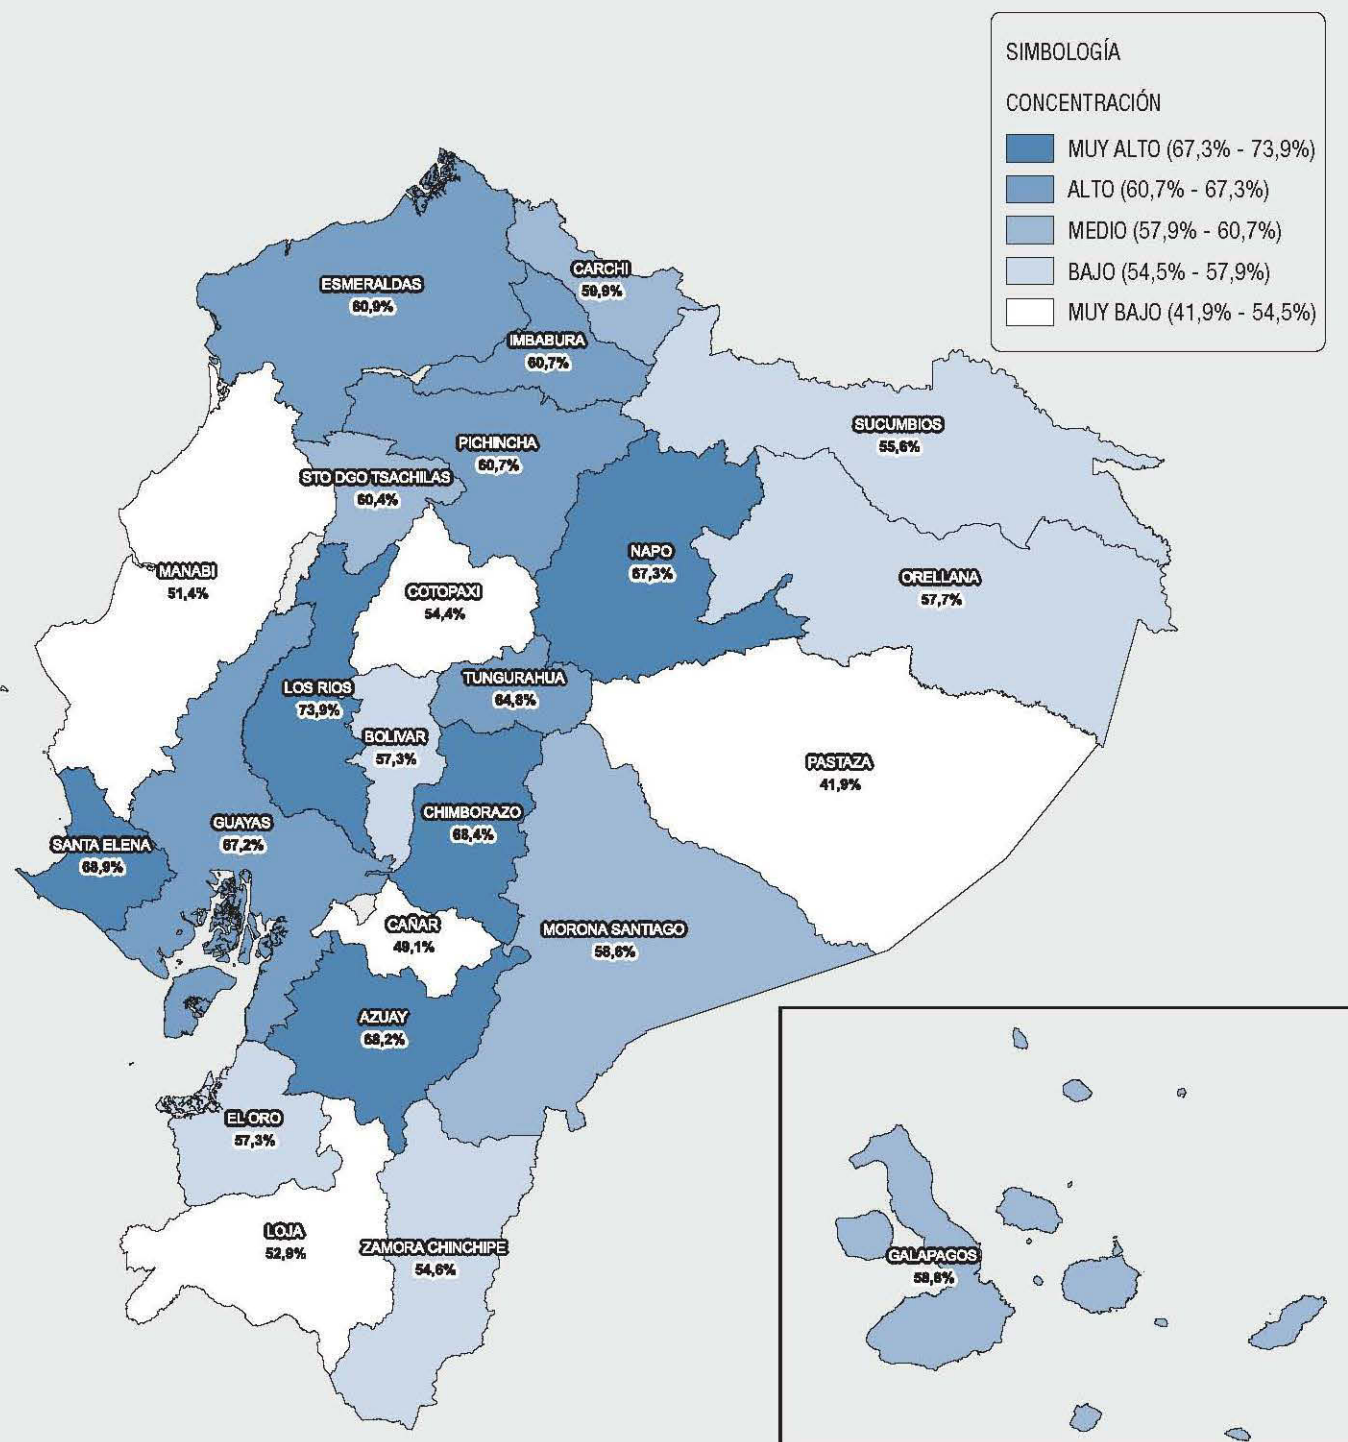 SIMBOLOGÍA
CONCENTRACIÓN
MUY ALTO (67,3% - 73,9%)
ALTO (60,7% - 67,3%)
MEDIO (57,9% - 60,7%)
BAJO (54,5% - 57,9%)
MUY BAJO (41,9% - 54,5%)
ESMERALDAS
60,9%
CARCHI
59,9%
IMBABURA
60,7%
SUCUMBIOS
55,6%
PICHINCHA
60,7%
STO DGO TSACHILAS
60,4%
NAPO
67,3%
MANABI
51,4%
COTOPAXI
54,4%
ORELLANA
57,7%
LOS RIOS
73,9%
TUNGURAHUA
64,8%
BOLIVAR
57,3%
PASTAZA
41,9%
CHIMBORAZO
68,4%
GUAYAS
67,2%
SANTA ELENA
68,9%
CAÑAR
49,1%
MORONA SANTIAGO
58,6%
AZUAY
68,2%
EL ORO
57,3%
LOJA
52,9%
ZAMORA CHINCHIPE
54,6%
GALAPAGOS
58,6%